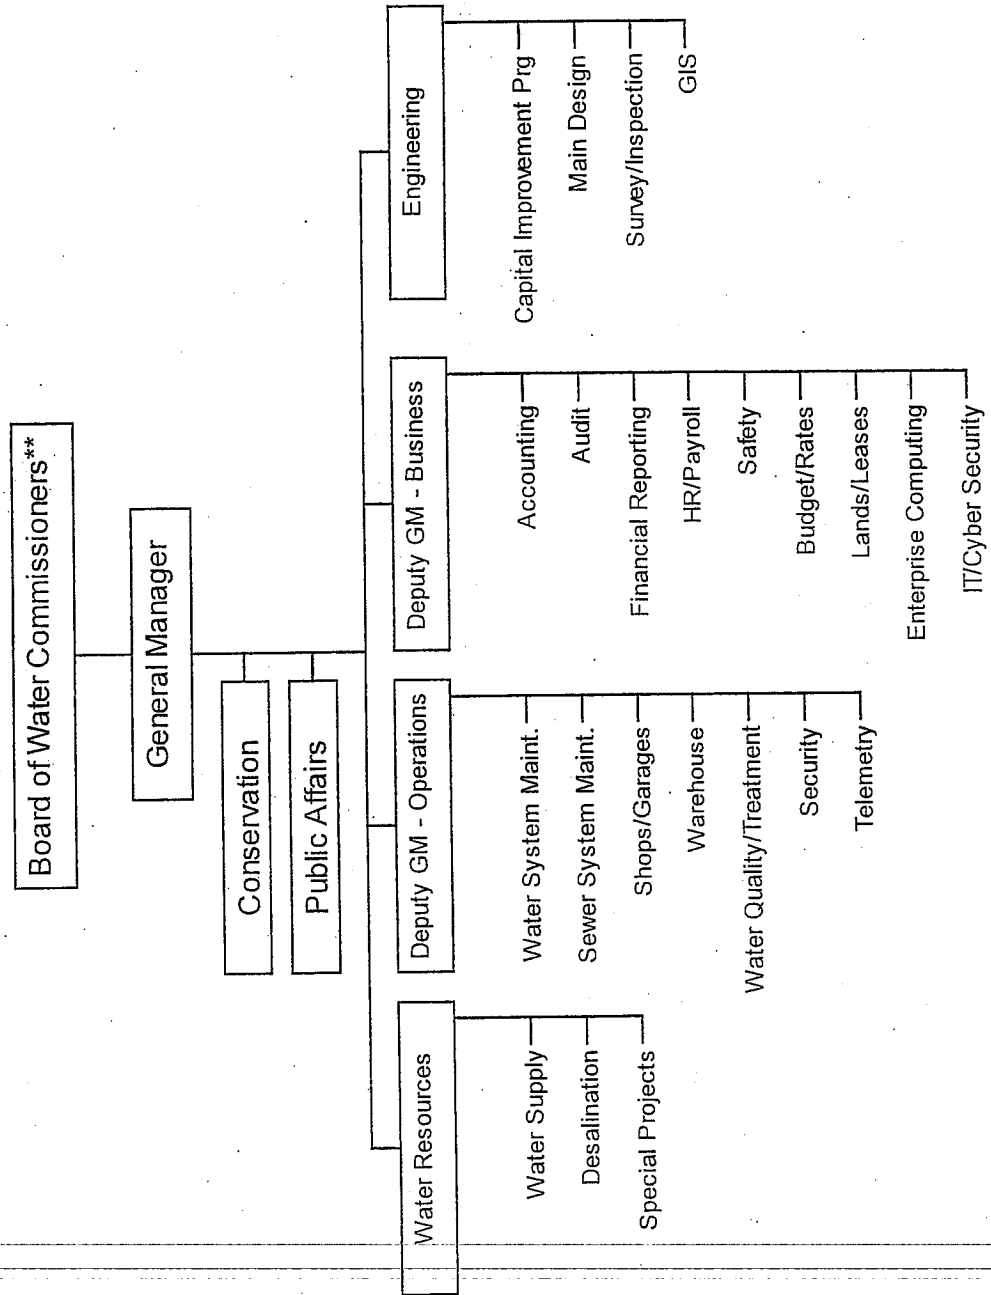 Board of Water Commissioners**
General Manager
Conservation
Public Affairs
Water Resources
Water Supply
Desalination
Special Projects
Deputy GM - Operations
Water System Maint.
Sewer System Maint.
Shops/Garages
Warehouse
Water Quality/Treatment
Security
Telemetry
Deputy GM - Business
Accounting
Audit
Financial Reporting
HR/Payroll
Safety
Budget/Rates
Lands/Leases
Enterprise Computing
IT/Cyber Security
Engineering
Capital Improvement Prg
Main Design
Survey/Inspection
GIS